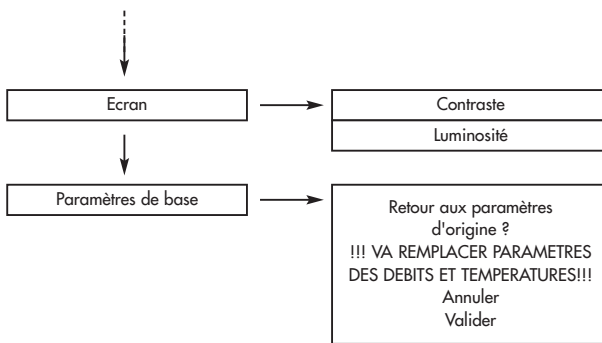 Ecran
Contraste
Luminosité
Paramètres de base
Retour aux paramètres
d'origine ?
!!! VA REMPLACER PARAMETRES
DES DEBITS ET TEMPERATURES!!!
Annuler
Valider